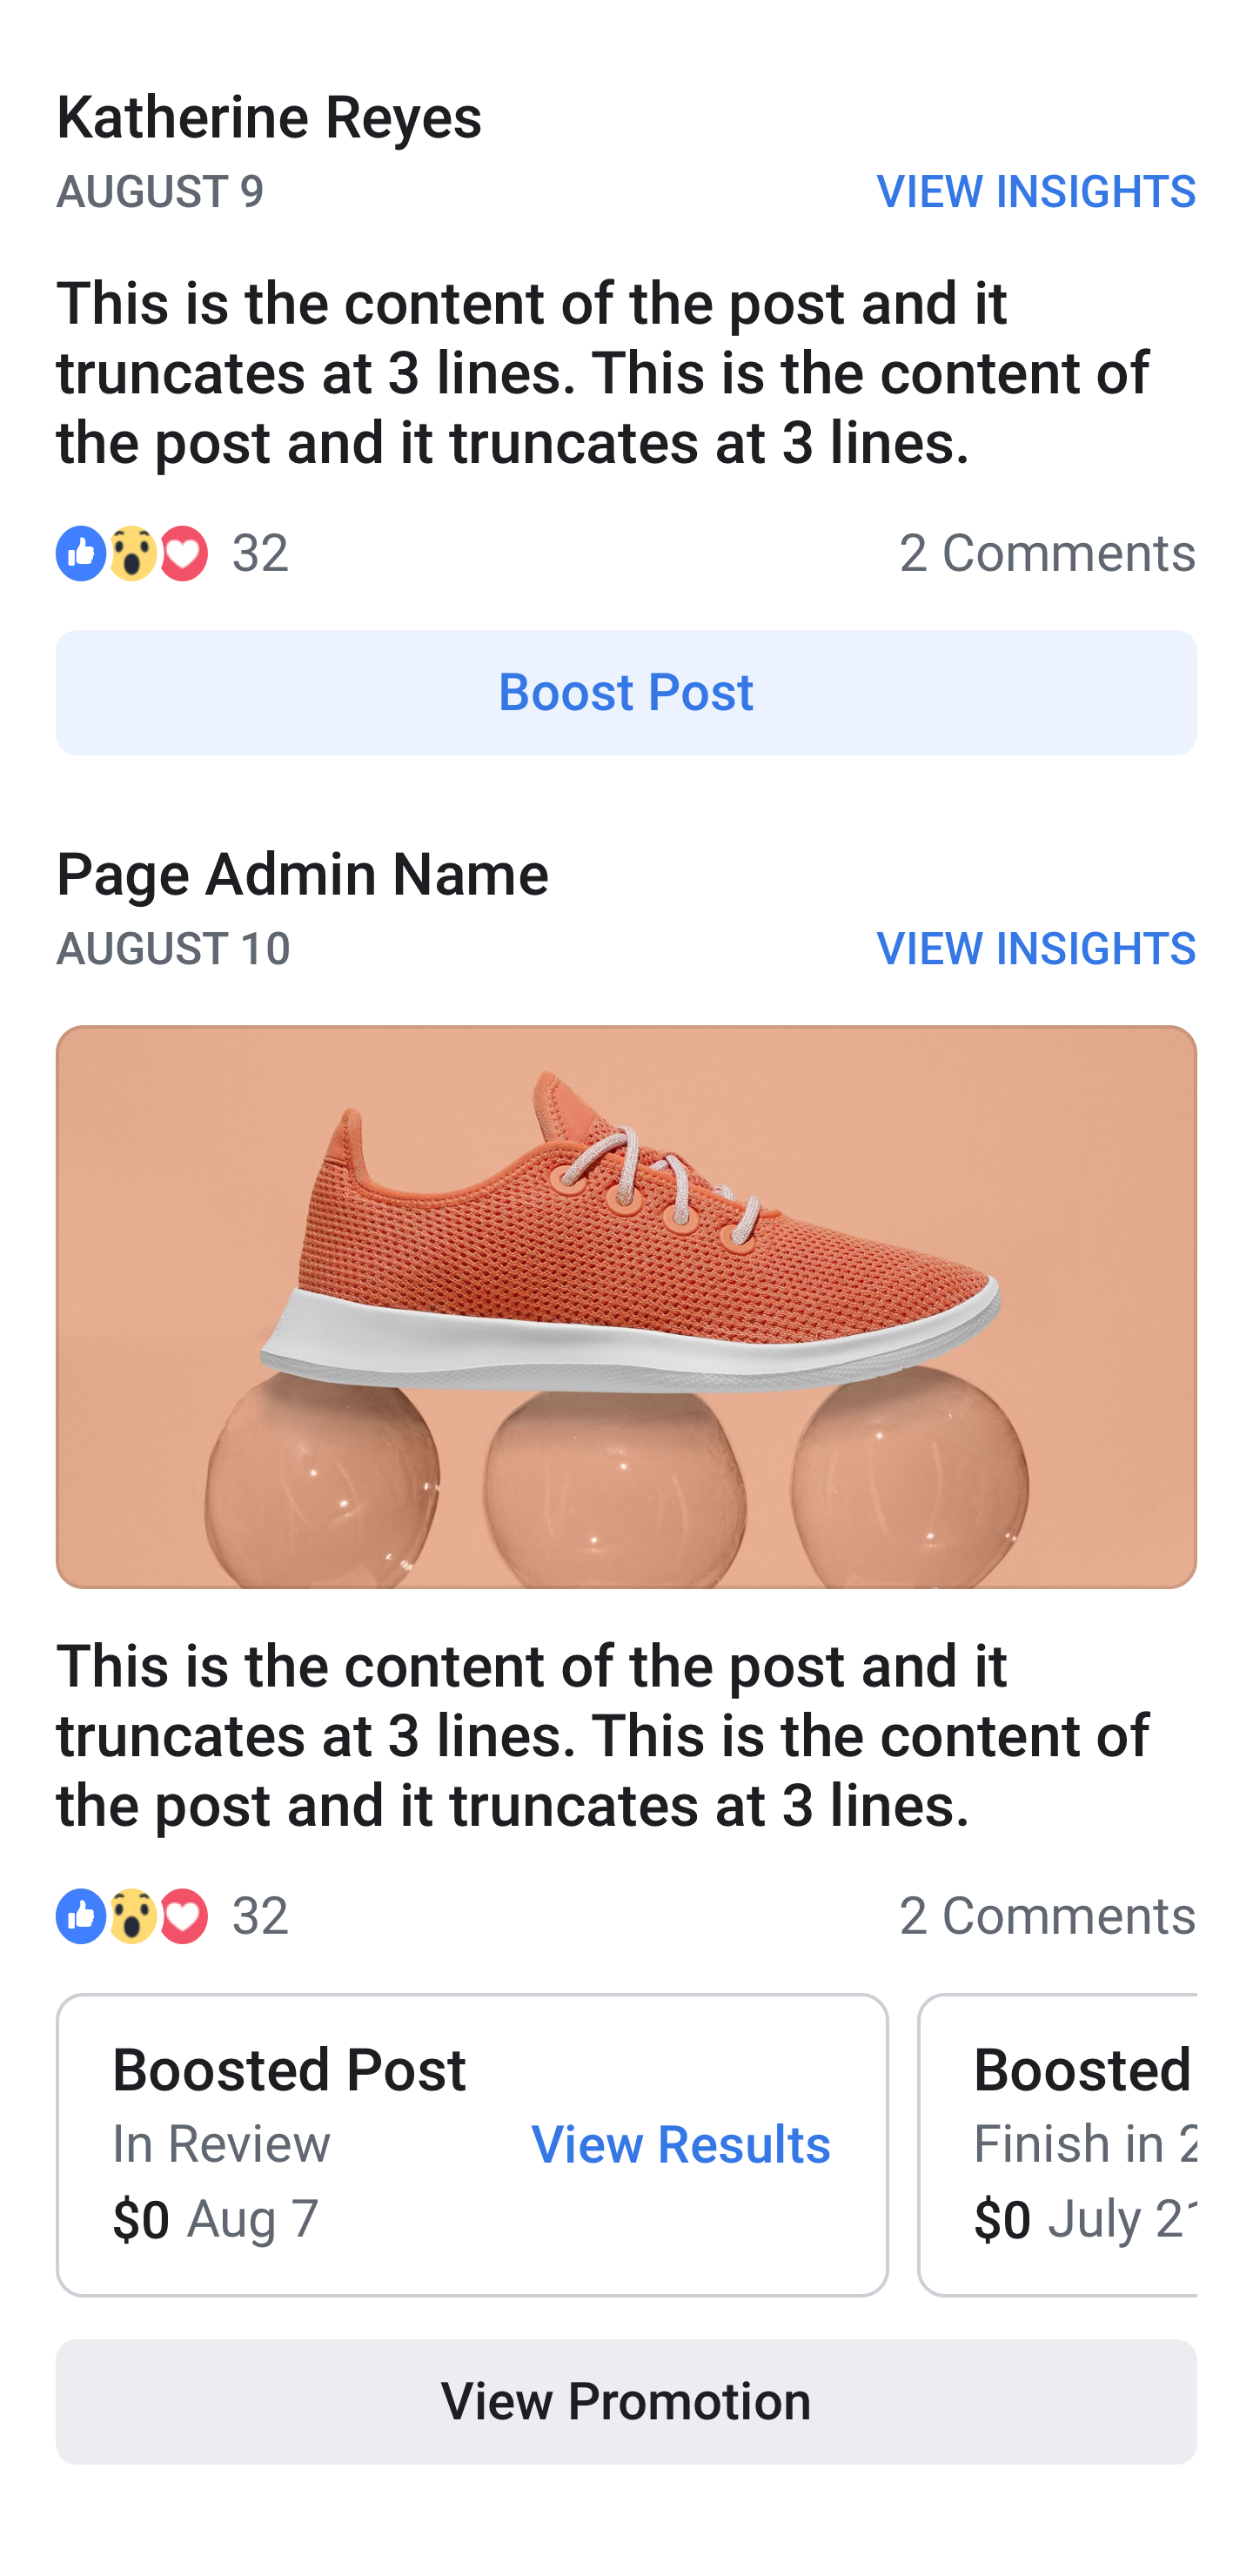 Katherine Reyes
AUGUST 9
VIEW INSIGHTS
This is the content of the post and it
truncates at 3 lines. This is the content of
the post and it truncates at 3 lines.
32
2 Comments
Boost Post
Page Admin Name
AUGUST 10
VIEW INSIGHTS
This is the content of the post and it
truncates at 3 lines. This is the content of
the post and it truncates at 3 lines.
32
2 Comments
Boosted Post
In Review
View Results
$0 Aug 7
Boosted
Finish in
$0 July
View Promotion